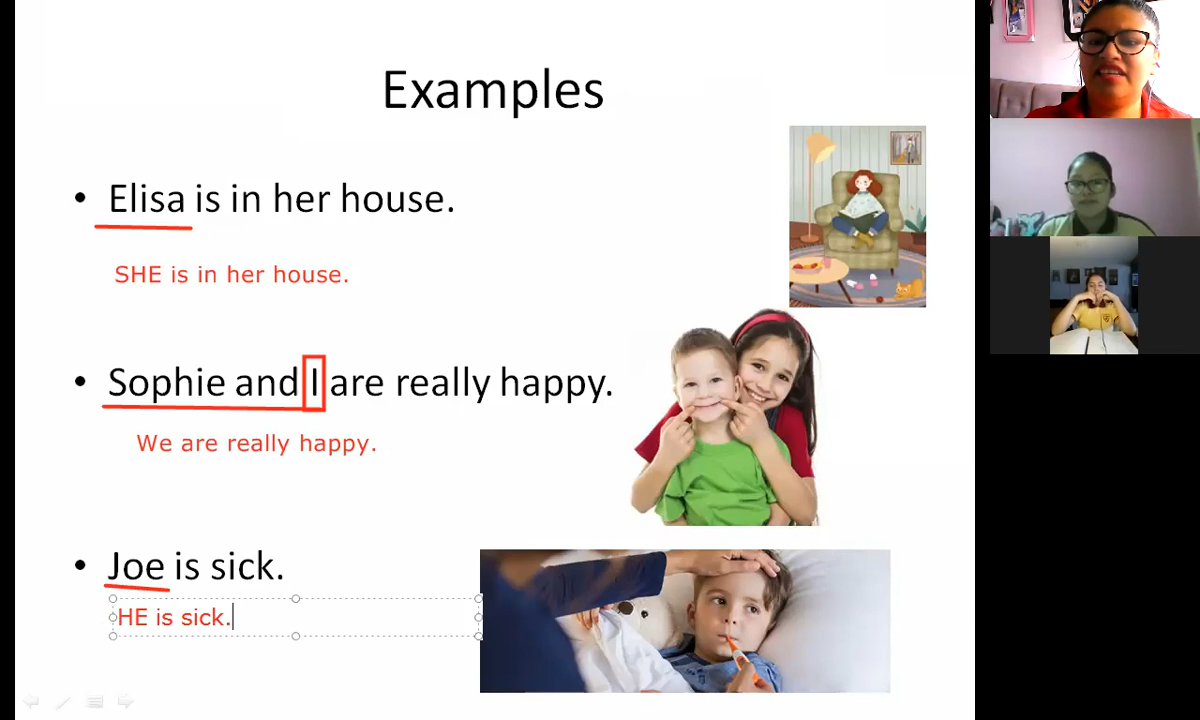 Examples
• Elisa is in her house.
SHE is in her house.
• Sophie and I are really happy.
We are really happy.
• Joe is sick.
HE is sick.